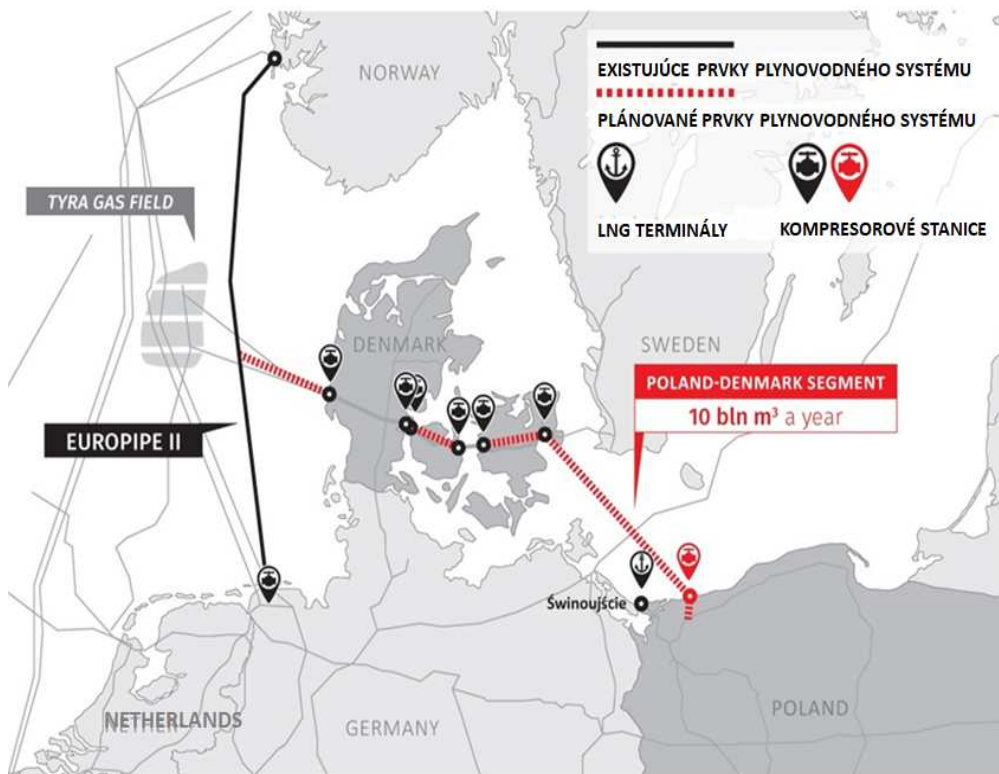 NORWAY
EXISTUJÚCE PRVKY PLYNOVODNÉHO SYSTÉMU
PLÁNOVANÉ PRVKY PLYNOVODNÉHO SYSTÉMU
LNG TERMINÁLY
KOMPRESOROVÉ STANICE
TYRA GAS FIELD
DENMARK
SWEDEN
POLAND-DENMARK SEGMENT
10 bln m³ a year
EUROPIPE II
Świnoujście
NETHERLANDS
GERMANY
POLAND